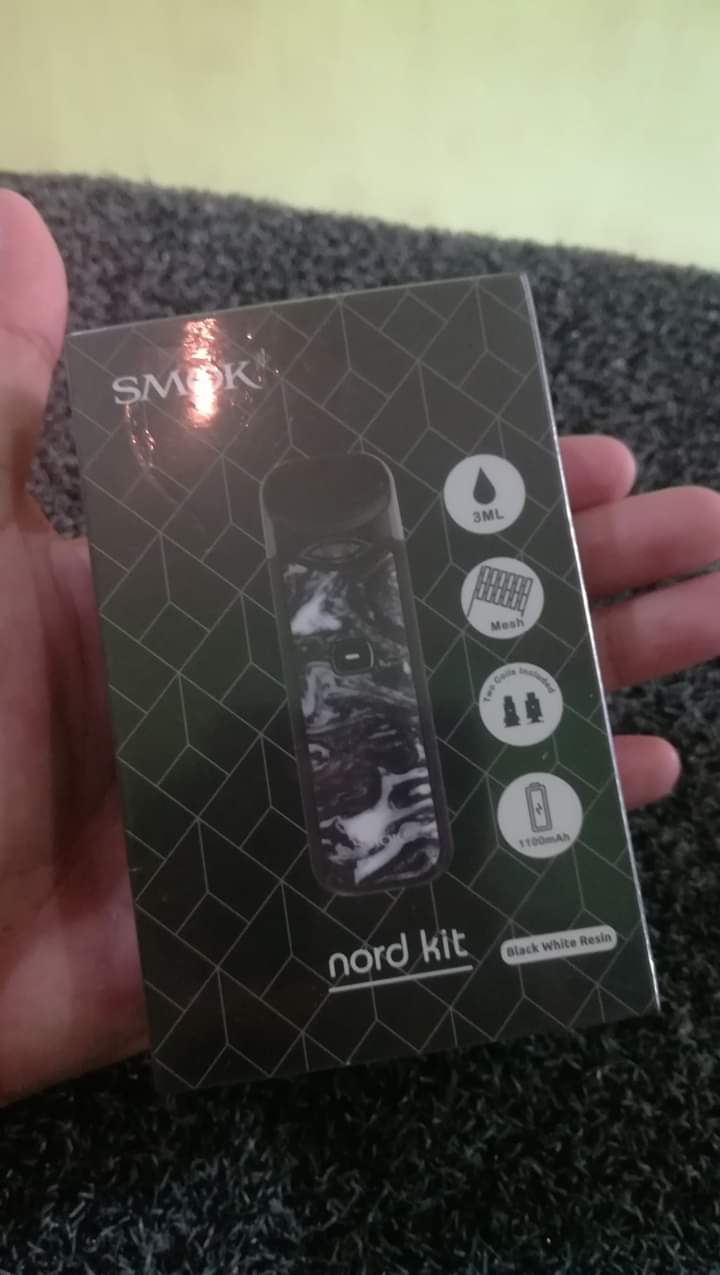 SMOK
3ML
Mesh
Two Coils Included
1100mAh
nord kit
Black White Resin